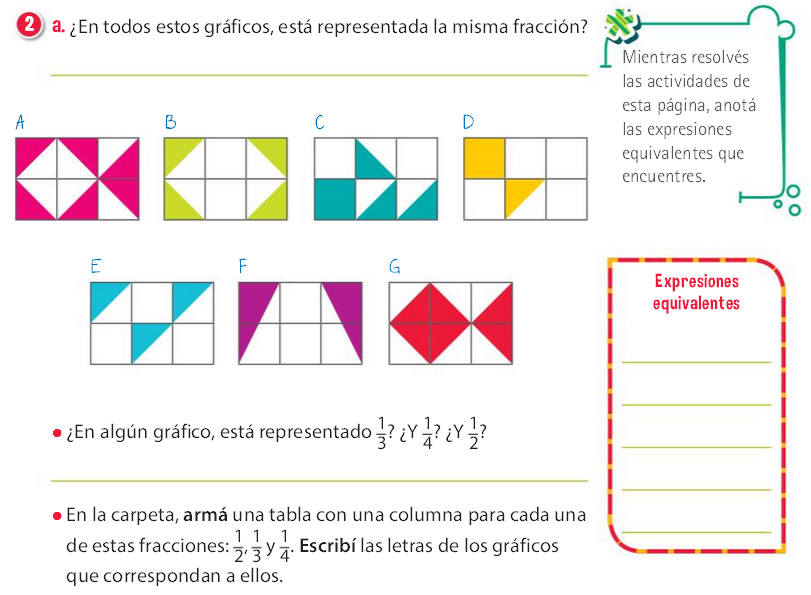 2 a. ¿En todos estos gráficos, está representada la misma fracción?
Mientras resolvés
las actividades de
esta página, anotá
las expresiones
equivalentes que
encuentres.
A B C D
E F G
Expresiones
equivalentes
• ¿En algún gráfico, está representado 1/3? ¿Y 1/4? ¿Y 1/2?
• En la carpeta, armá una tabla con una columna para cada una
de estas fracciones: 1/2, 1/3 y 1/4. Escribí las letras de los gráficos
que correspondan a ellos.